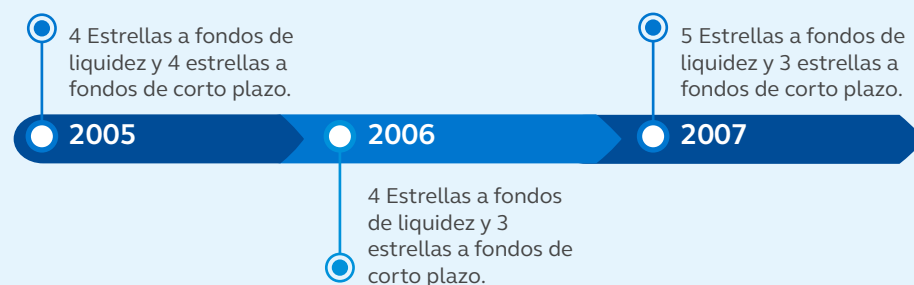 4 Estrellas a fondos de
liquidez y 4 estrellas a
fondos de corto plazo.
2005
2006
4 Estrellas a fondos
de liquidez y 3
estrellas a fondos de
corto plazo.
5 Estrellas a fondos de
liquidez y 3 estrellas a
fondos de corto plazo.
2007